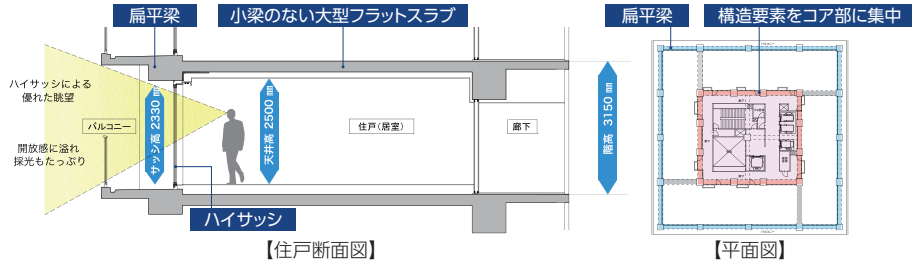 扁平梁
小梁のない大型フラットスラブ
扁平梁
構造要素をコア部に集中
ハイサッシによる
優れた眺望
開放感に溢れ
採光もたっぷり
バルコニー
サッシ高 2330 ㎜
天井高 2500 ㎜
住戸(居室)
廊下
階高 3150 ㎜
ハイサッシ
【住戸断面図】
【平面図】